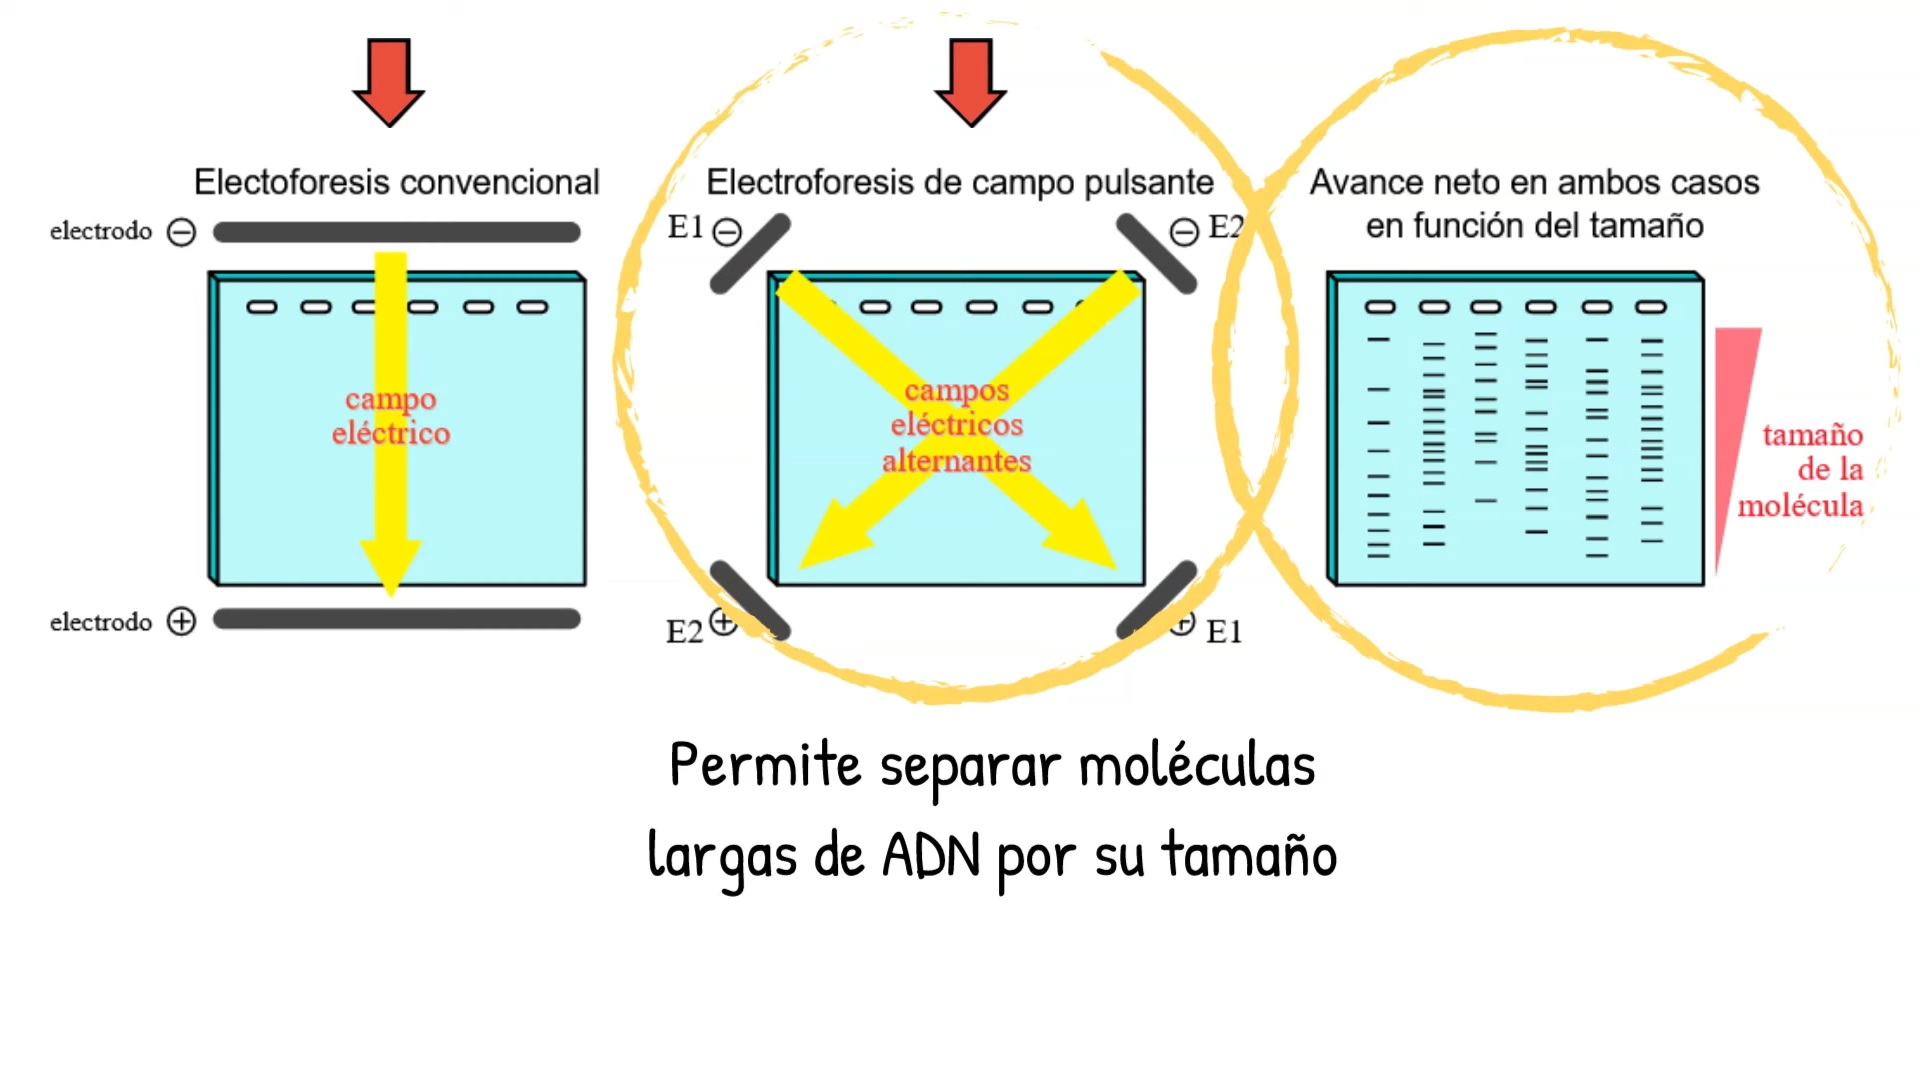 Electoforesis convencional
electrodo ⊖
campo
eléctrico
electrodo ⊕
Electroforesis de campo pulsante
E1 ⊖
⊖ E2
campos
eléctricos
alternantes
E2 ⊕
⊕ E1
Avance neto en ambos casos
en función del tamaño
tamaño
de la
molécula
Permite separar moléculas
largas de ADN por su tamaño